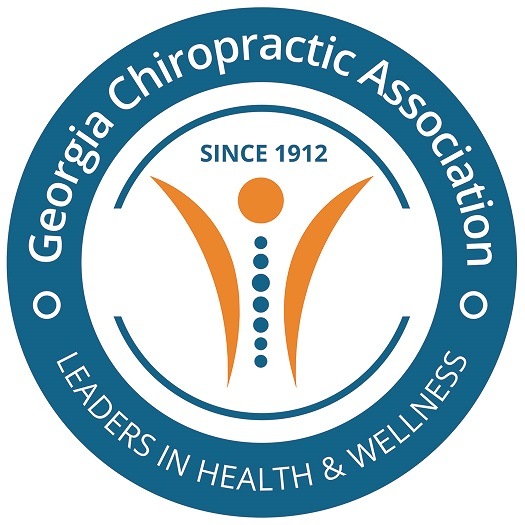 Georgia Chiropractic Association
SINCE 1912
LEADERS IN HEALTH & WELLNESS